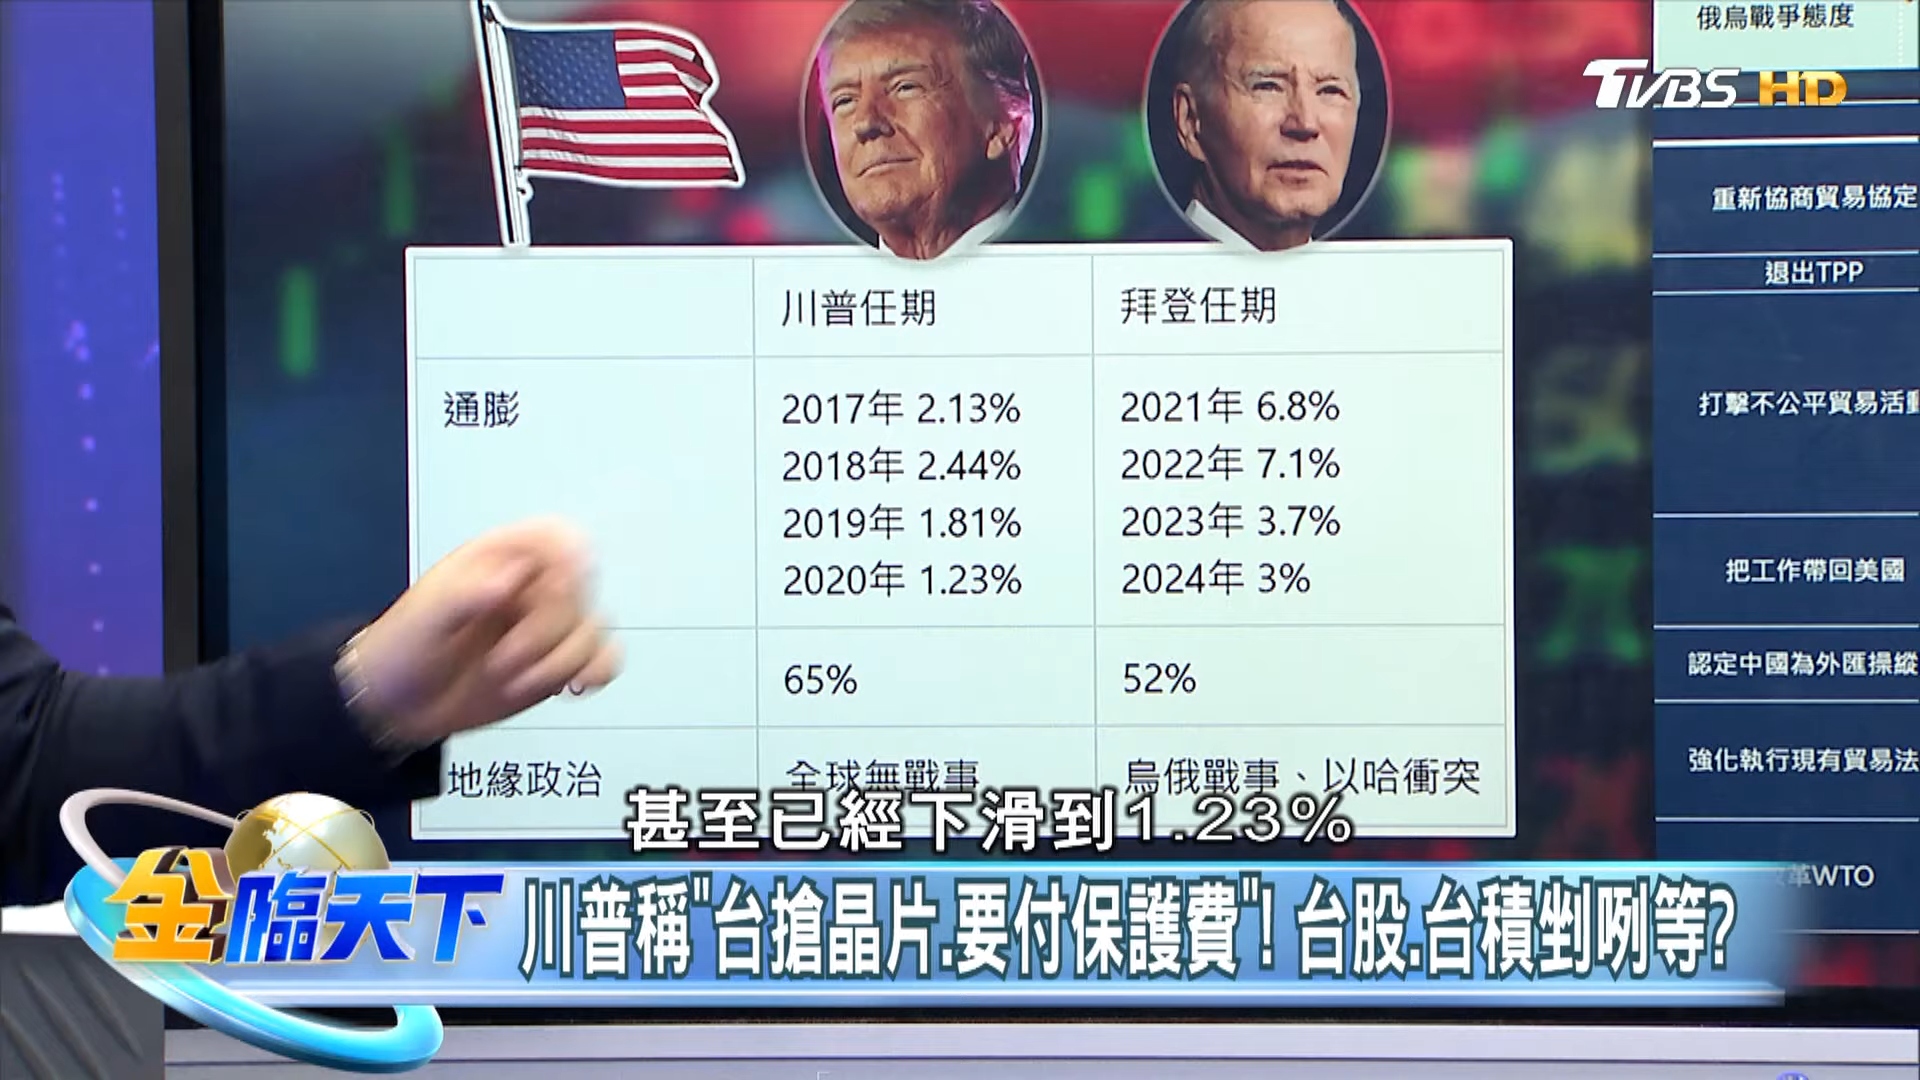 俄烏戰爭態度
TVBS HD
重新協商貿易協定
退出TPP
川普任期
拜登任期
通膨
2017年 2.13%
2018年 2.44%
2019年 1.81%
2020年 1.23%
2021年 6.8%
2022年 7.1%
2023年 3.7%
2024年 3%
打擊不公平貿易活動
把工作帶回美國
65%
52%
認定中國為外匯操縱
地緣政治
全球無戰事
烏俄戰事、以哈衝突
強化執行現有貿易法
甚至已經下滑到1.23%
革WTO
金臨天下
川普稱"台搶晶片.要付保護費"! 台股.台積剉咧等?